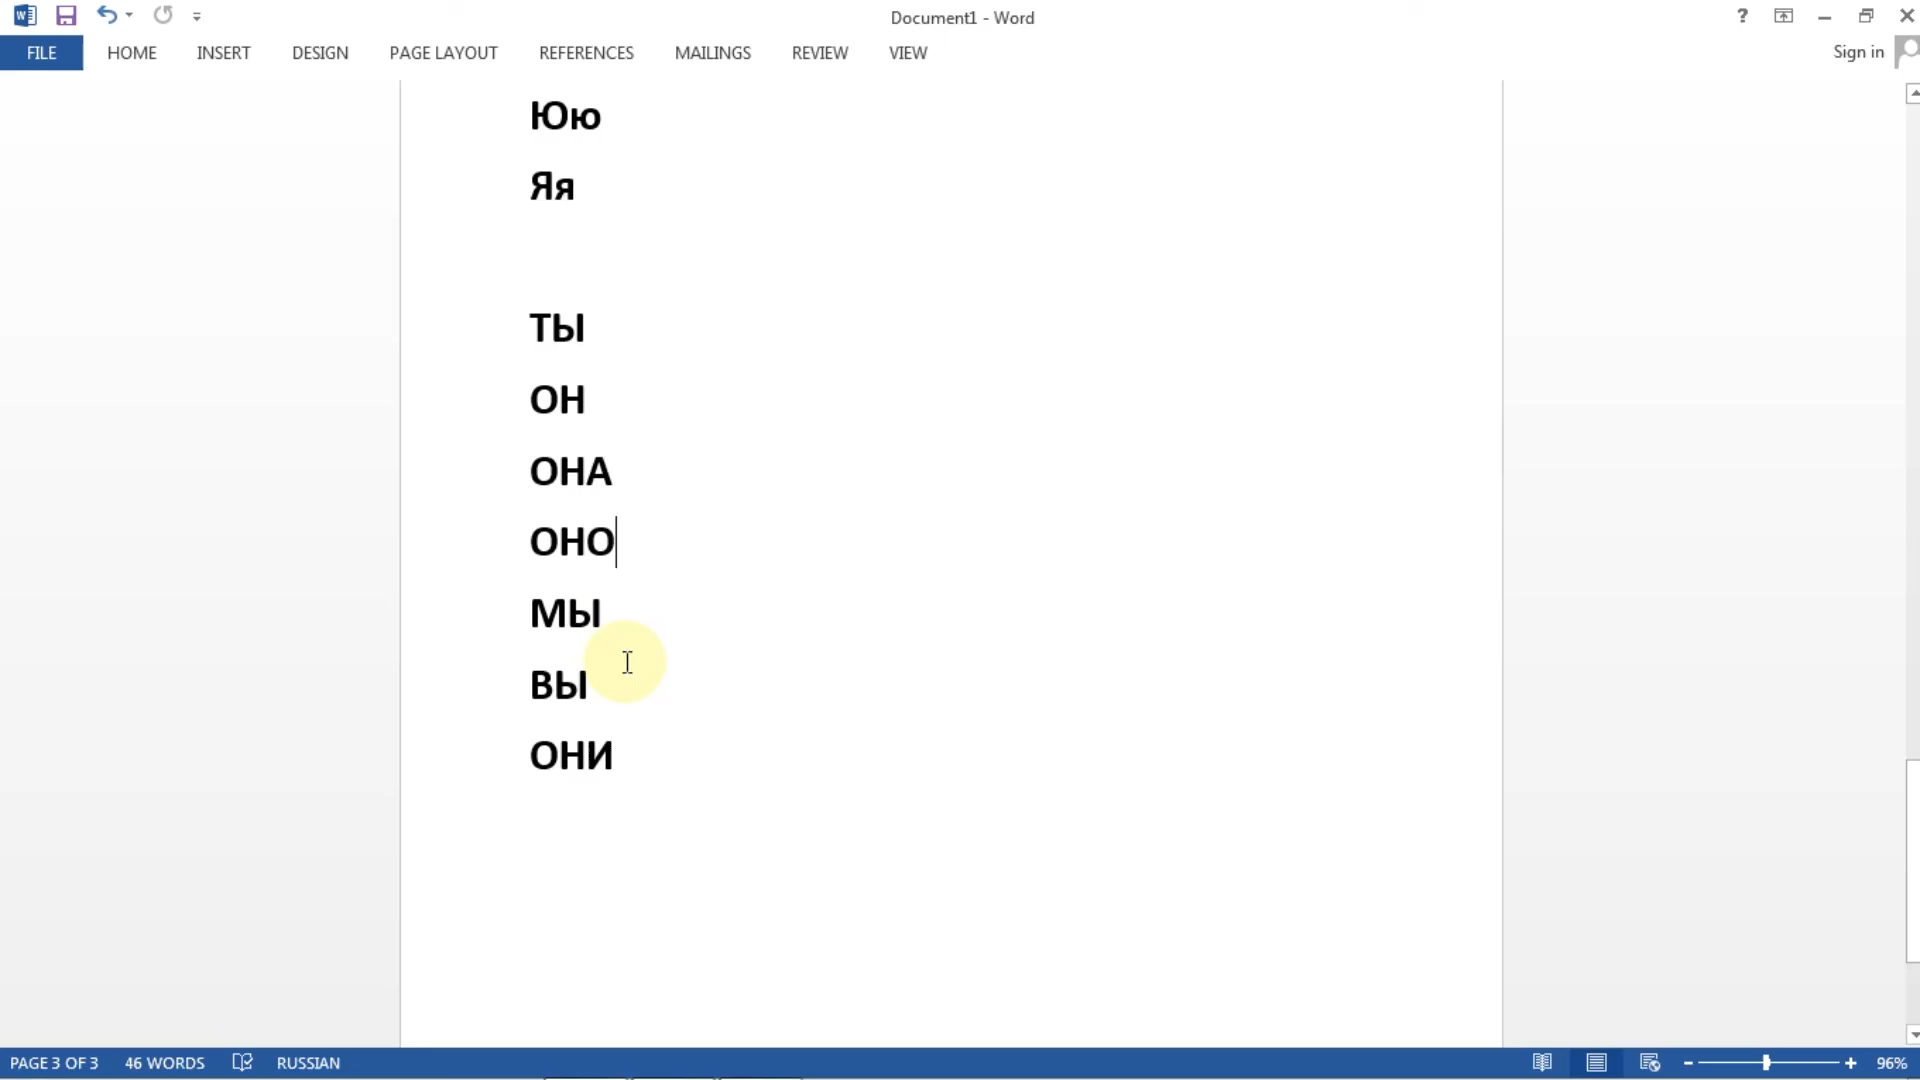 Document1 - Word
?
FILE HOME INSERT DESIGN PAGE LAYOUT REFERENCES MAILINGS REVIEW VIEW Sign in
Юю
Яя
ТЫ
ОН
ОНА
ОНО
МЫ
ВЫ
ОНИ
PAGE 3 OF 3 46 WORDS RUSSIAN 96%